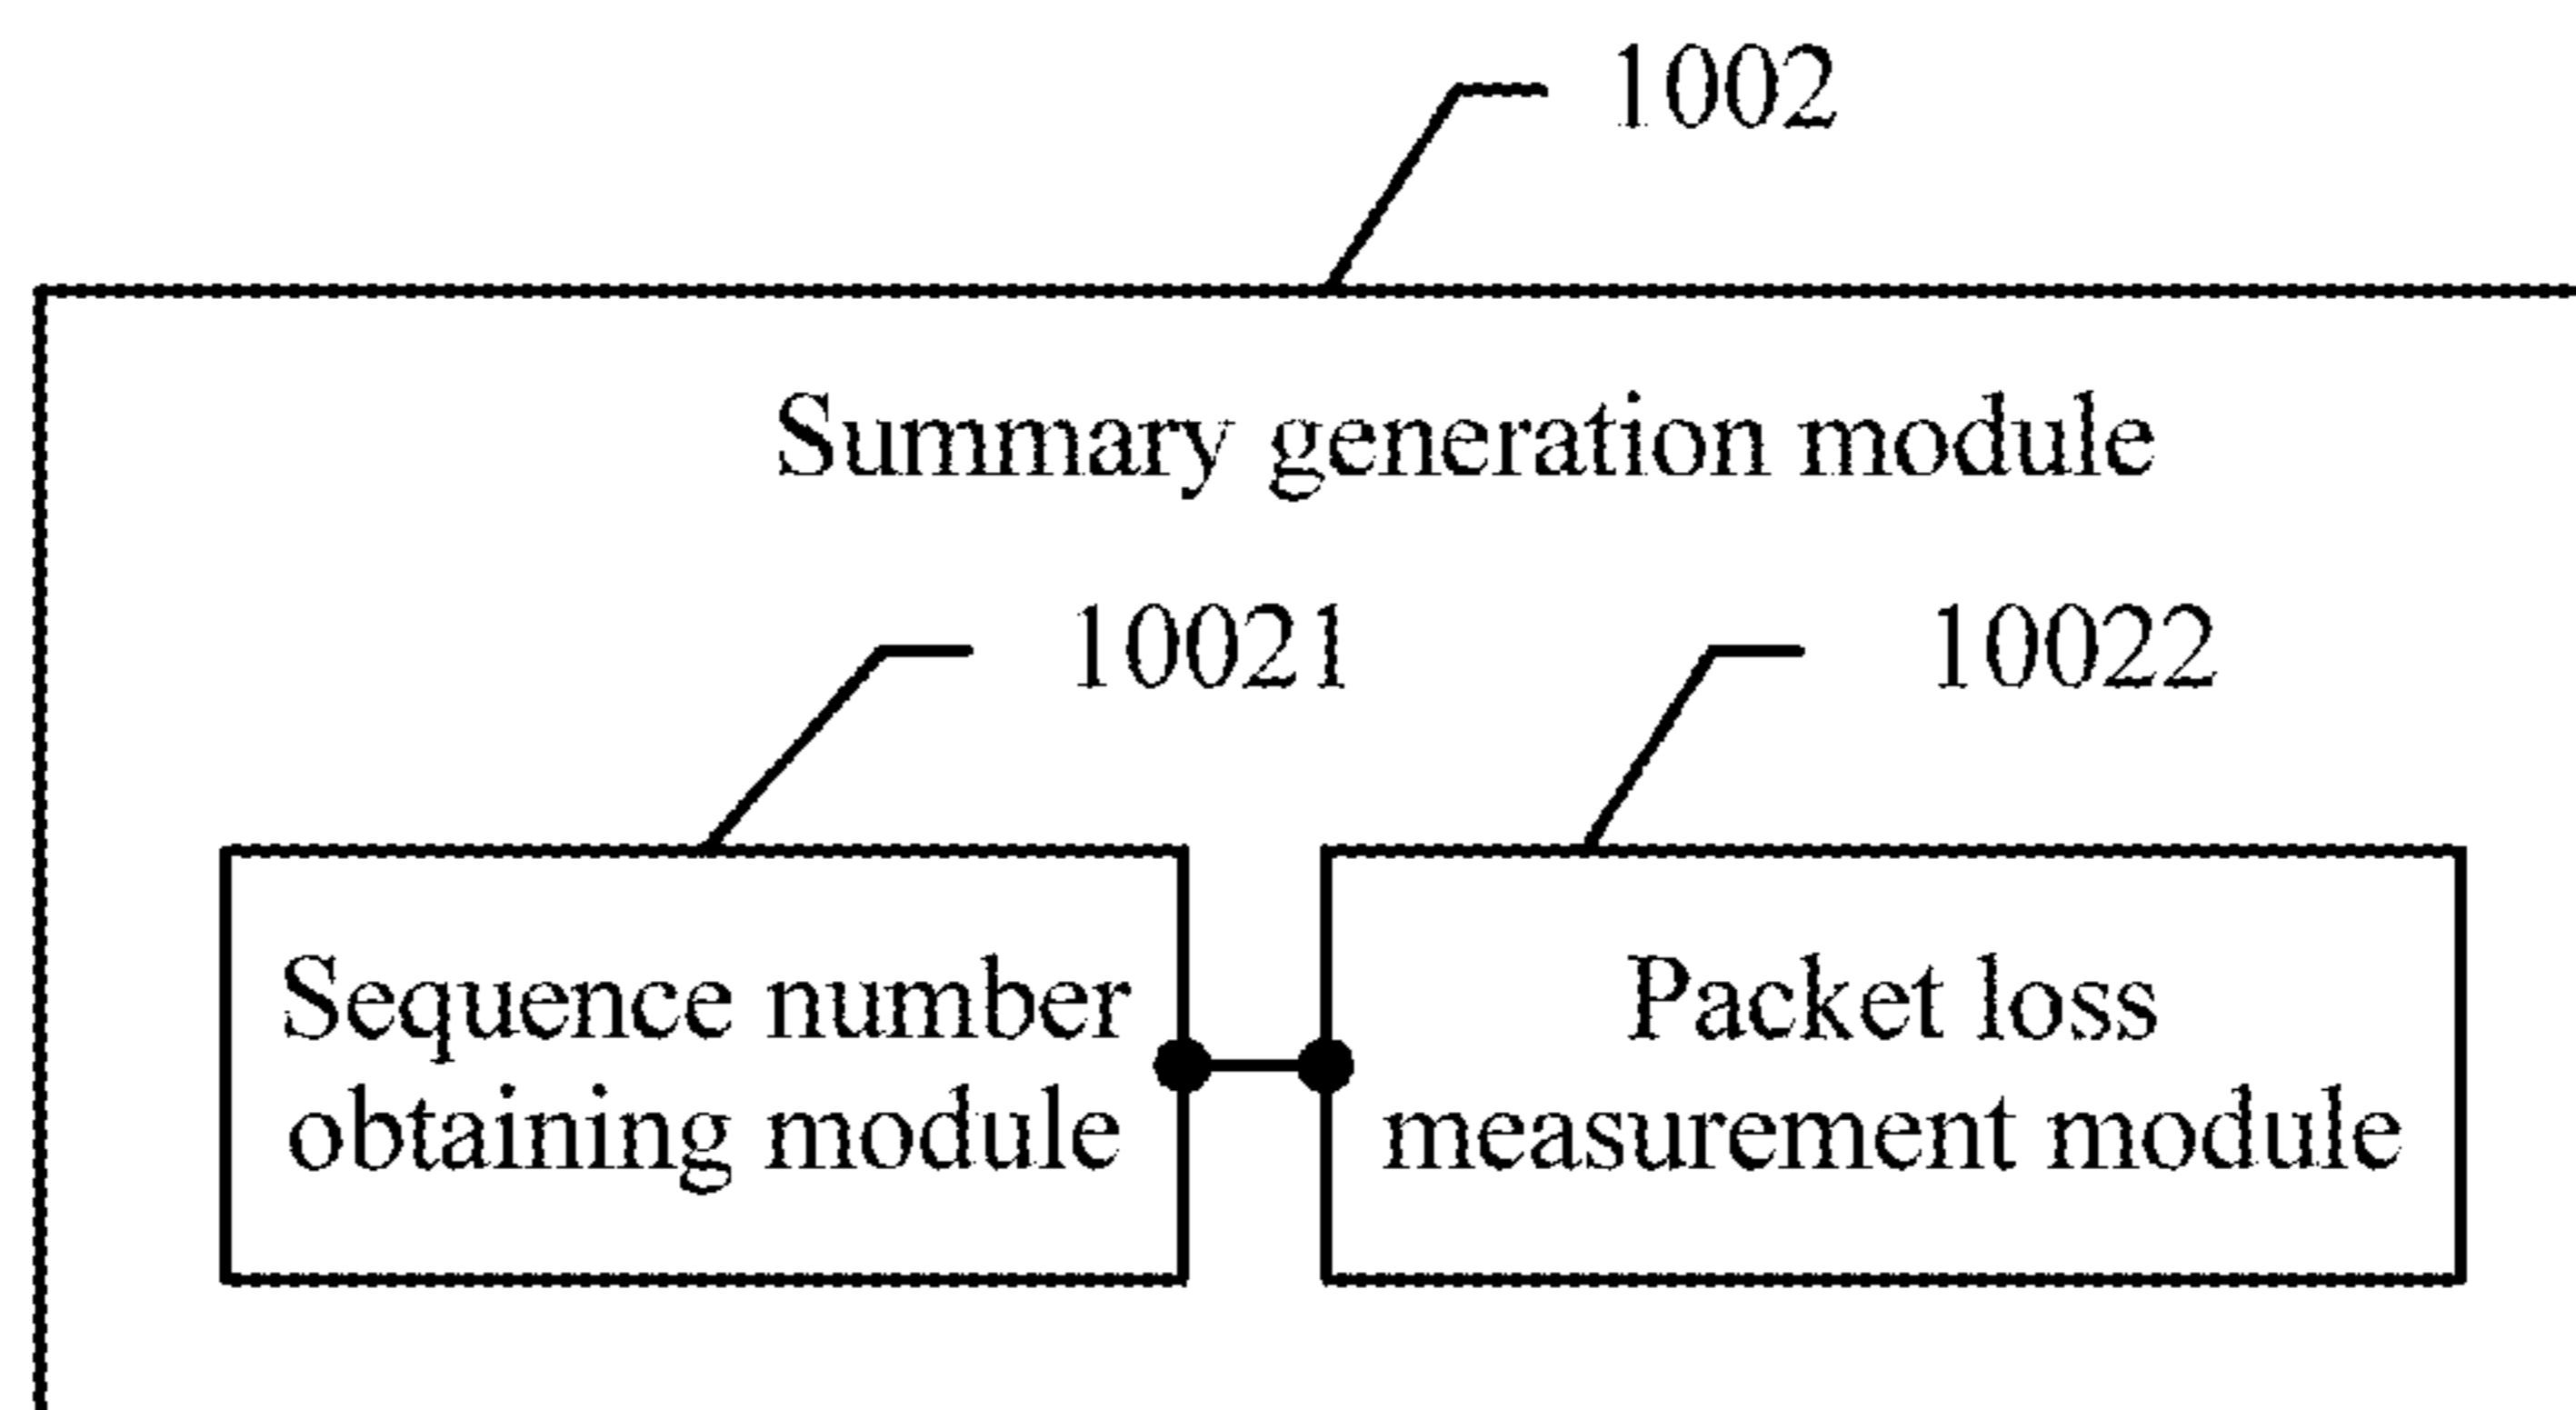 1002
Summary generation module
10021
10022
Sequence number
obtaining module
Packet loss
measurement module